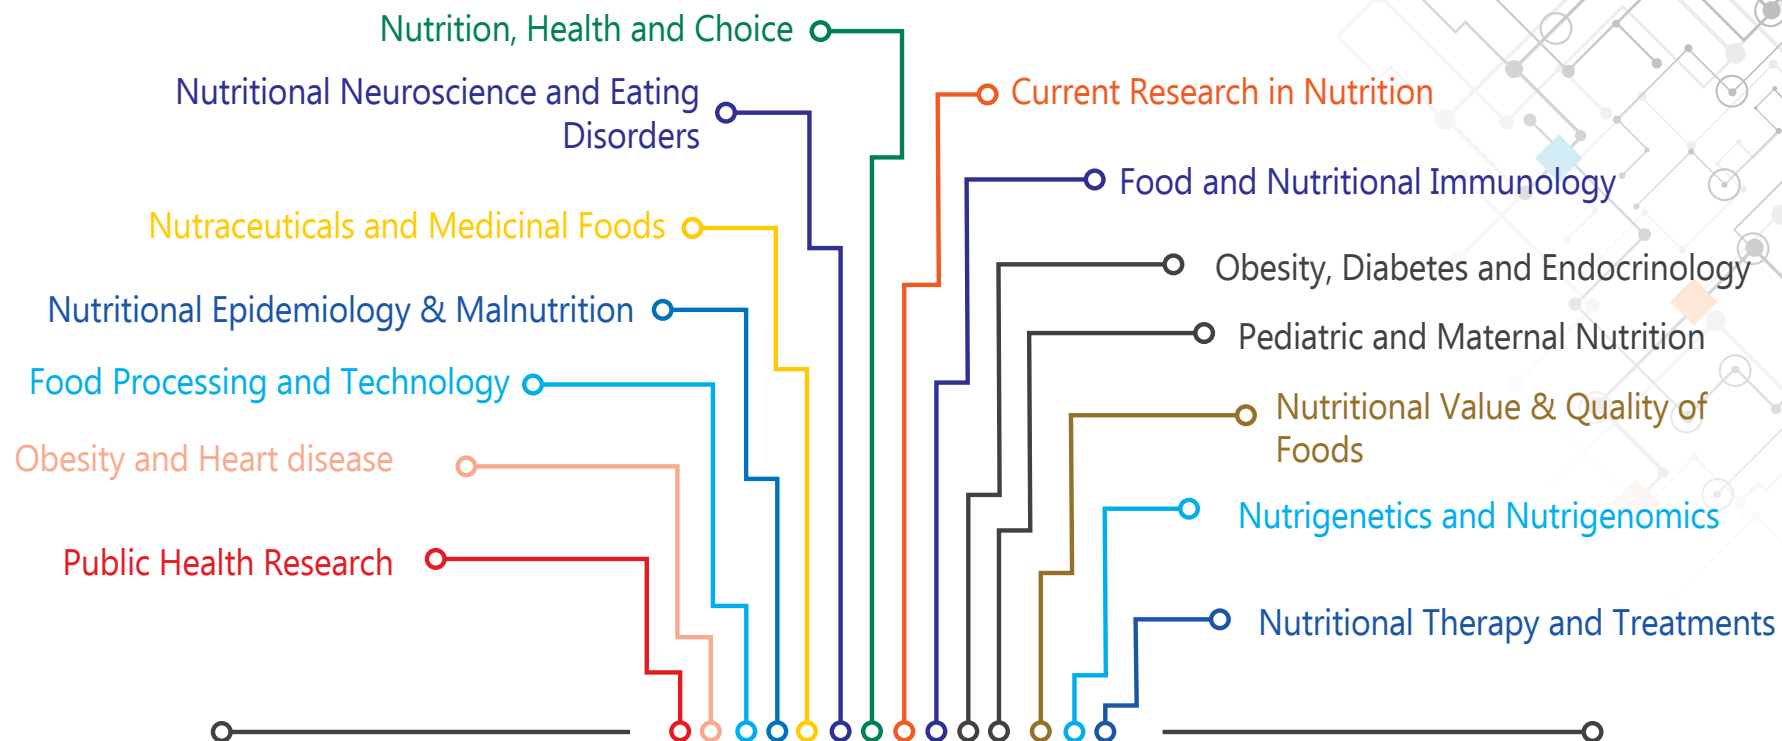 Nutrition, Health and Choice
Nutritional Neuroscience and Eating
Disorders
Nutraceuticals and Medicinal Foods
Nutritional Epidemiology & Malnutrition
Food Processing and Technology
Obesity and Heart disease
Public Health Research
Current Research in Nutrition
Food and Nutritional Immunology
Obesity, Diabetes and Endocrinology
Pediatric and Maternal Nutrition
Nutritional Value & Quality of
Foods
Nutrigenetics and Nutrigenomics
Nutritional Therapy and Treatments